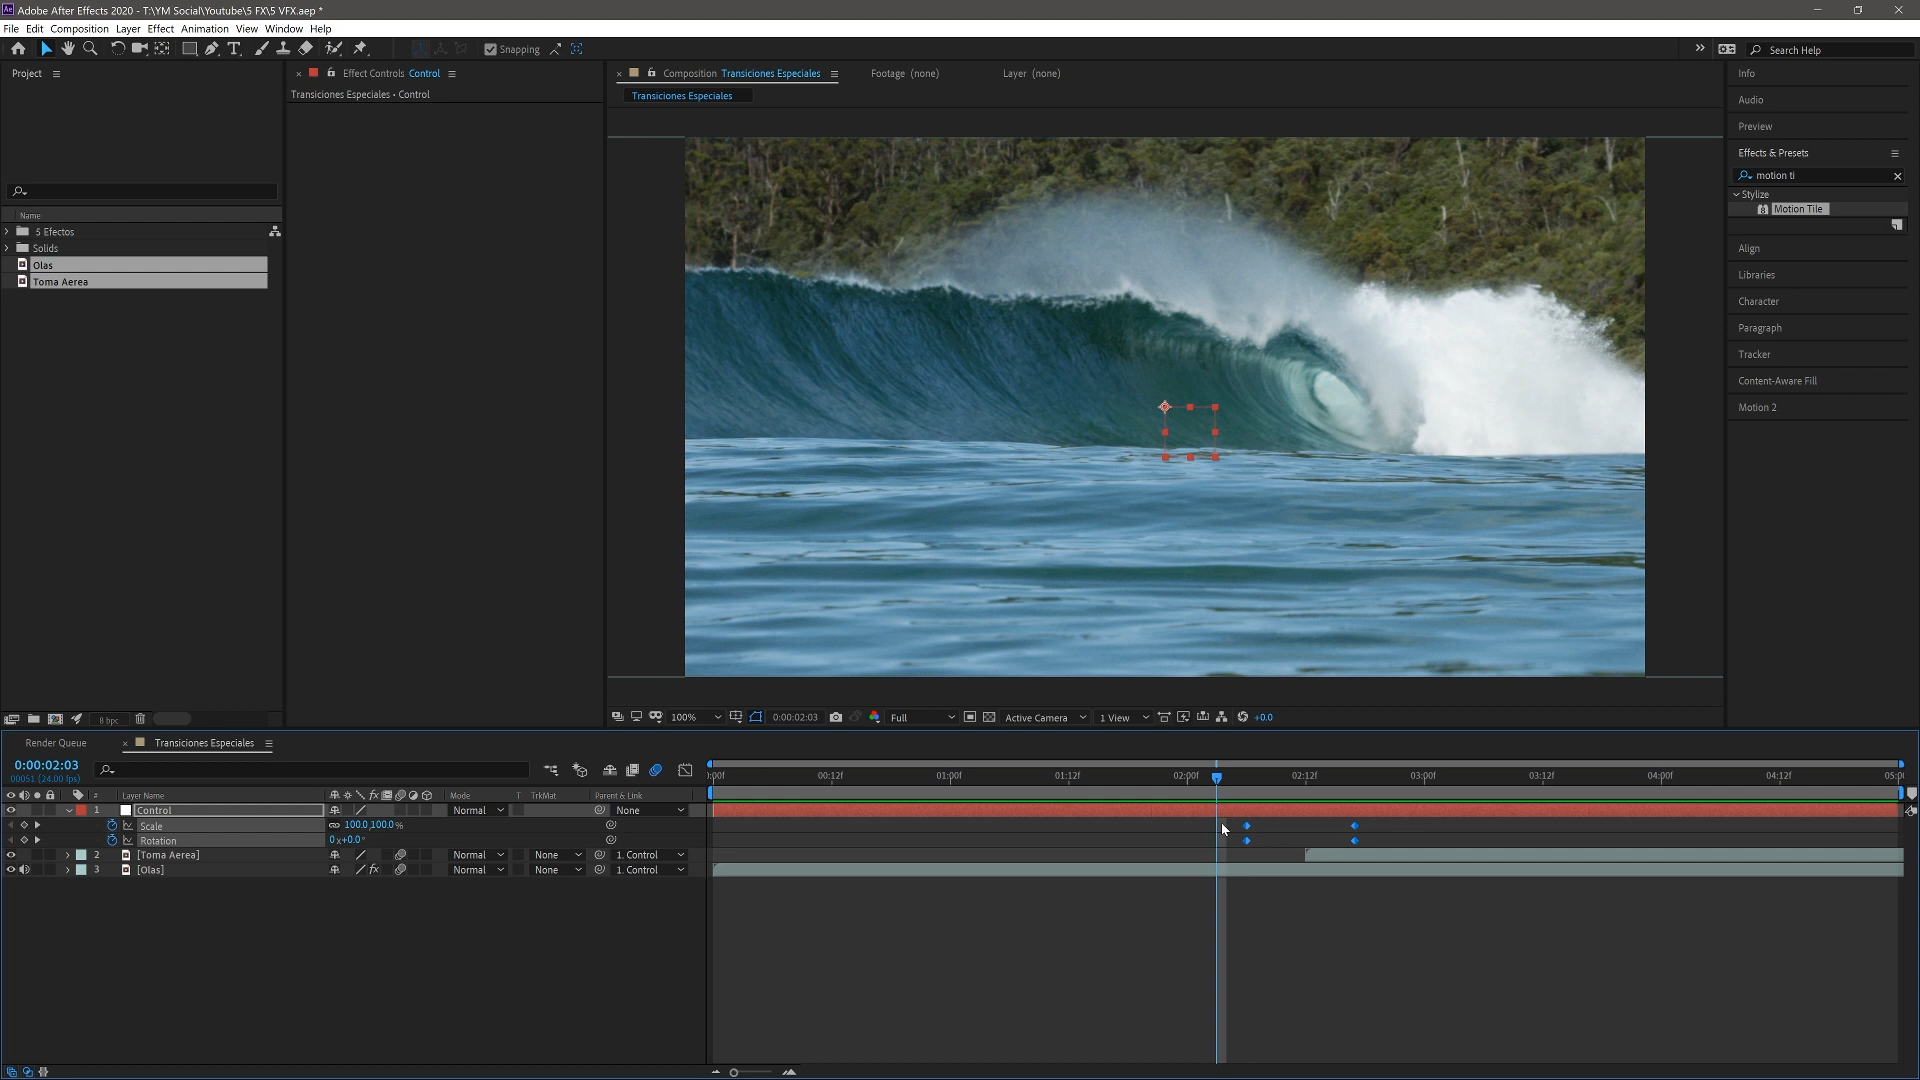 Adobe After Effects 2020 - T:\YM Social\Youtube\5 FX\5 VFX.aep *
File Edit Composition Layer Effect Animation View Window Help
Snapping
Search Help
Project
Effect Controls Control
Composition Transiciones Especiales
Footage (none)
Layer (none)
Transiciones Especiales • Control
Transiciones Especiales
Name
5 Efectos
Solids
Olas
Toma Aerea
Info
Audio
Preview
Effects & Presets
motion ti
Stylize
Motion Tile
Align
Libraries
Character
Paragraph
Tracker
Content-Aware Fill
Motion 2
8 bpc
100%
0:00:02:03
Full
Active Camera
1 View
+0.0
Render Queue
Transiciones Especiales
0:00:02:03
00051 (24.00 fps)
:00f 00:12f 01:00f 01:12f 02:00f 02:12f 03:00f 03:12f 04:00f 04:12f 05:00
# Layer Name Mode T TrkMat Parent & Link
1 Control Normal None
Scale 100.0,100.0 %
Rotation 0x+0.0°
2 [Toma Aerea] Normal None 1. Control
3 [Olas] Normal None 1. Control